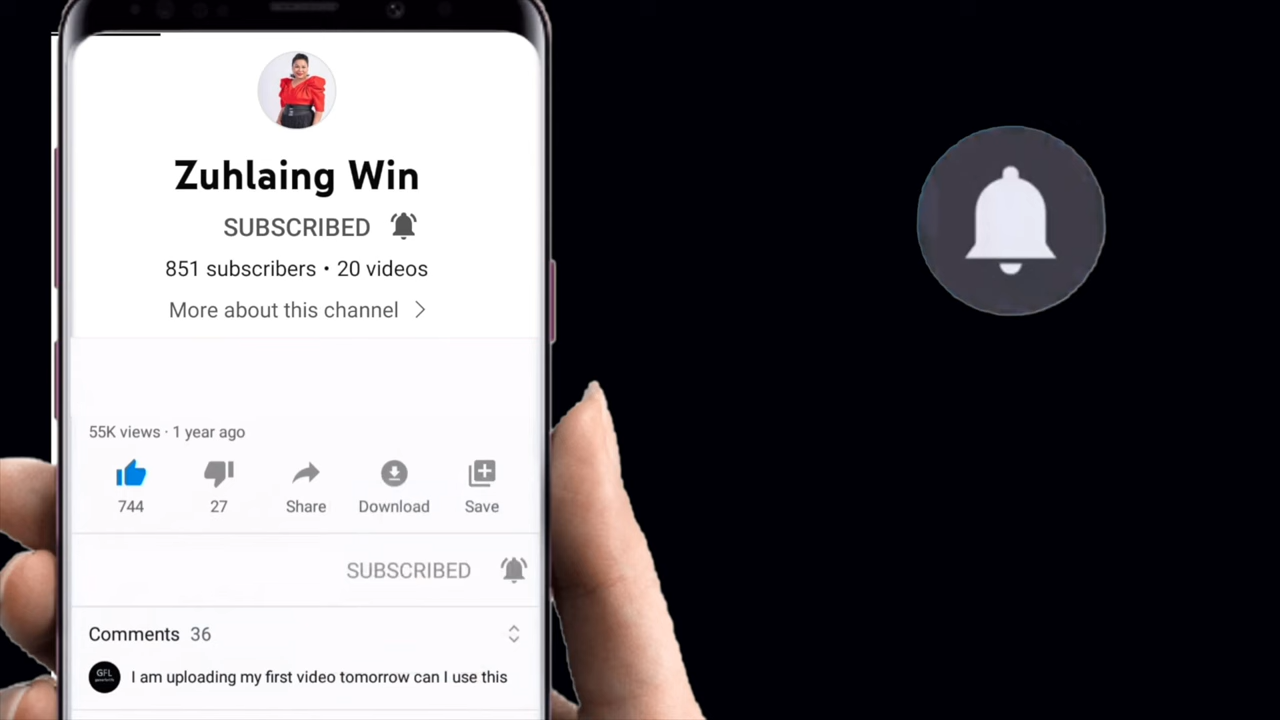 Zuhlaing Win
SUBSCRIBED
851 subscribers • 20 videos
More about this channel
55K views · 1 year ago
744
27
Share
Download
Save
SUBSCRIBED
Comments 36
GFL
I am uploading my first video tomorrow can I use this